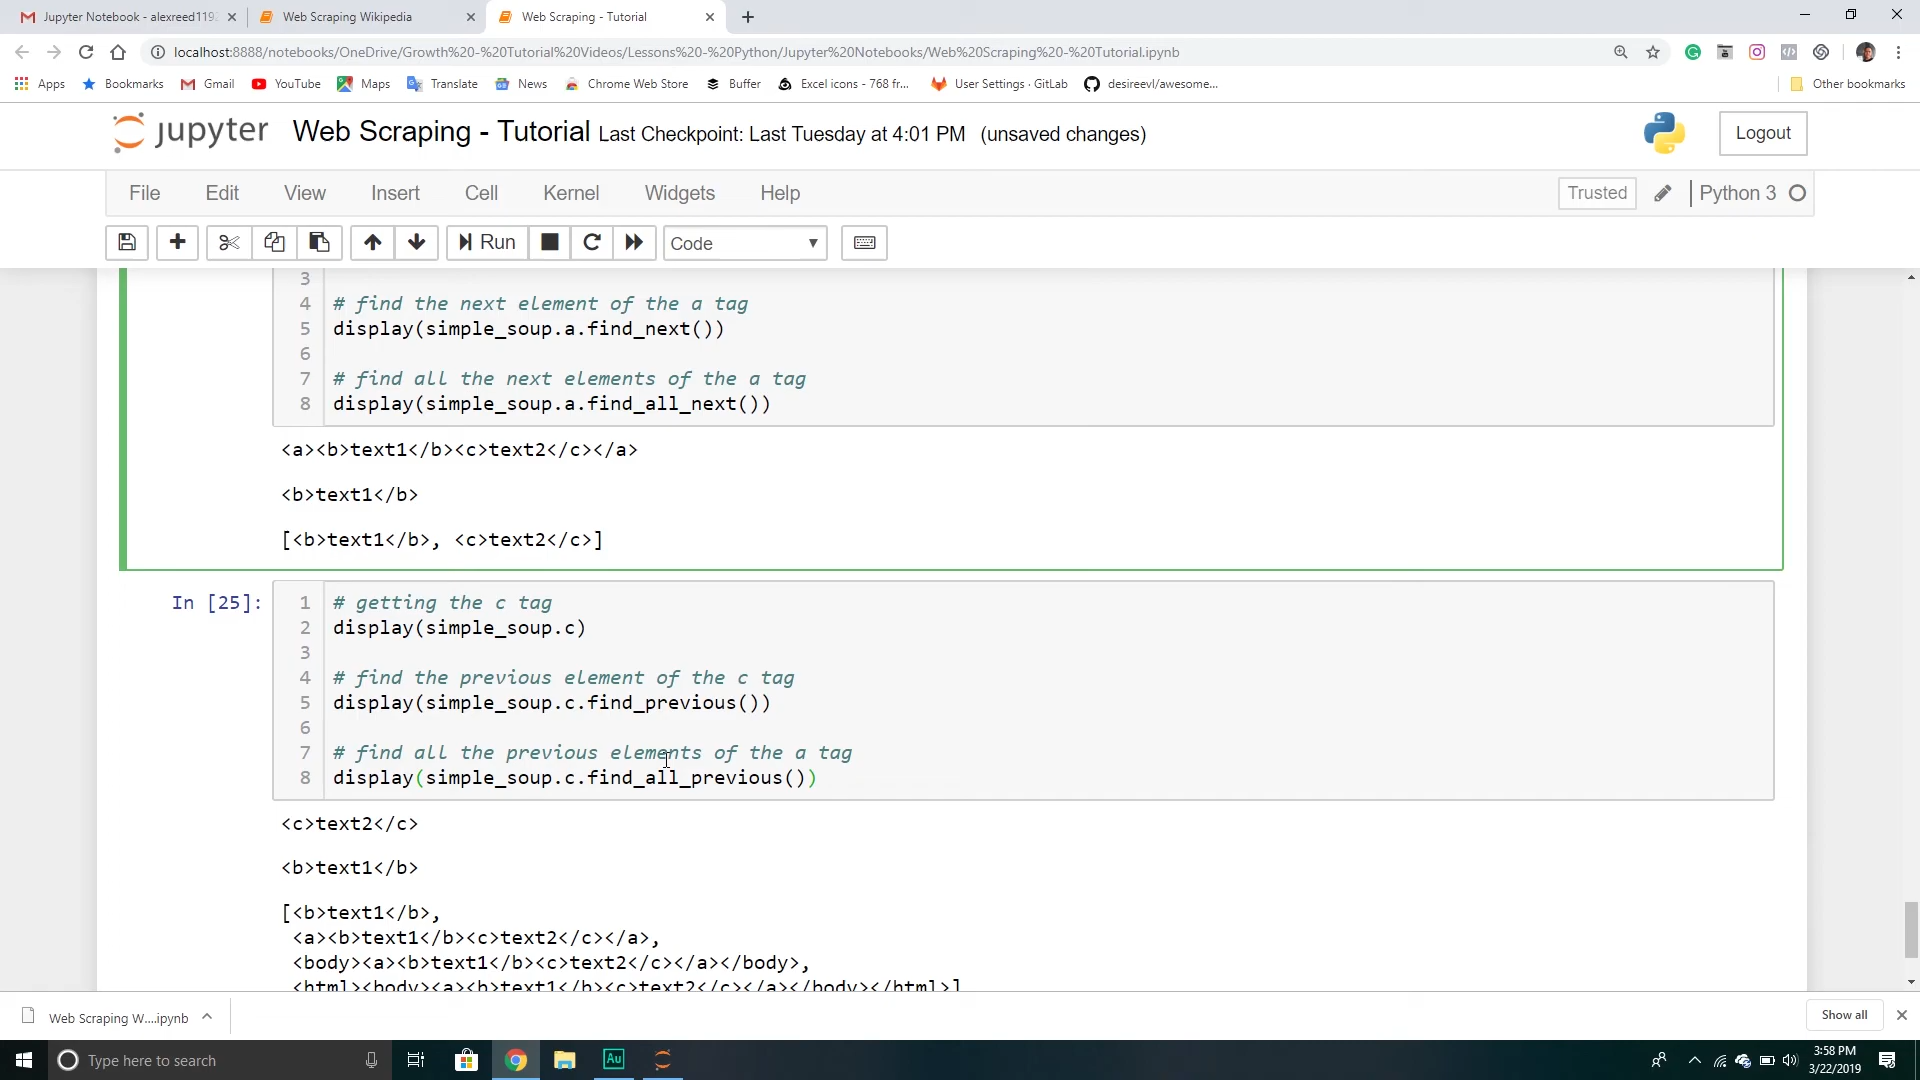 Jupyter Notebook - alexreed119
Web Scraping Wikipedia
Web Scraping - Tutorial
localhost:8888/notebooks/OneDrive/Growth%20-%20Tutorial%20Videos/Lessons%20-%20Python/Jupyter%20Notebooks/Web%20Scraping%20-%20Tutorial.ipynb
Apps Bookmarks Gmail YouTube Maps Translate News Chrome Web Store Buffer Excel icons - 768 fr... User Settings · GitLab desireevl/awesome... Other bookmarks
jupyter Web Scraping - Tutorial Last Checkpoint: Last Tuesday at 4:01 PM (unsaved changes) Logout
File Edit View Insert Cell Kernel Widgets Help Trusted Python 3
Run Code
3
4 # find the next element of the a tag
5 display(simple_soup.a.find_next())
6
7 # find all the next elements of the a tag
8 display(simple_soup.a.find_all_next())
<a><b>text1</b><c>text2</c></a>
<b>text1</b>
[<b>text1</b>, <c>text2</c>]
In [25]: 1 # getting the c tag
2 display(simple_soup.c)
3
4 # find the previous element of the c tag
5 display(simple_soup.c.find_previous())
6
7 # find all the previous elements of the a tag
8 display(simple_soup.c.find_all_previous())
<c>text2</c>
<b>text1</b>
[<b>text1</b>,
<a><b>text1</b><c>text2</c></a>,
<body><a><b>text1</b><c>text2</c></a></body>,
<html><body><a><b>text1</b><c>text2</c></a></body></html>]
Web Scraping W....ipynb Show all
Type here to search Au 3:58 PM
3/22/2019